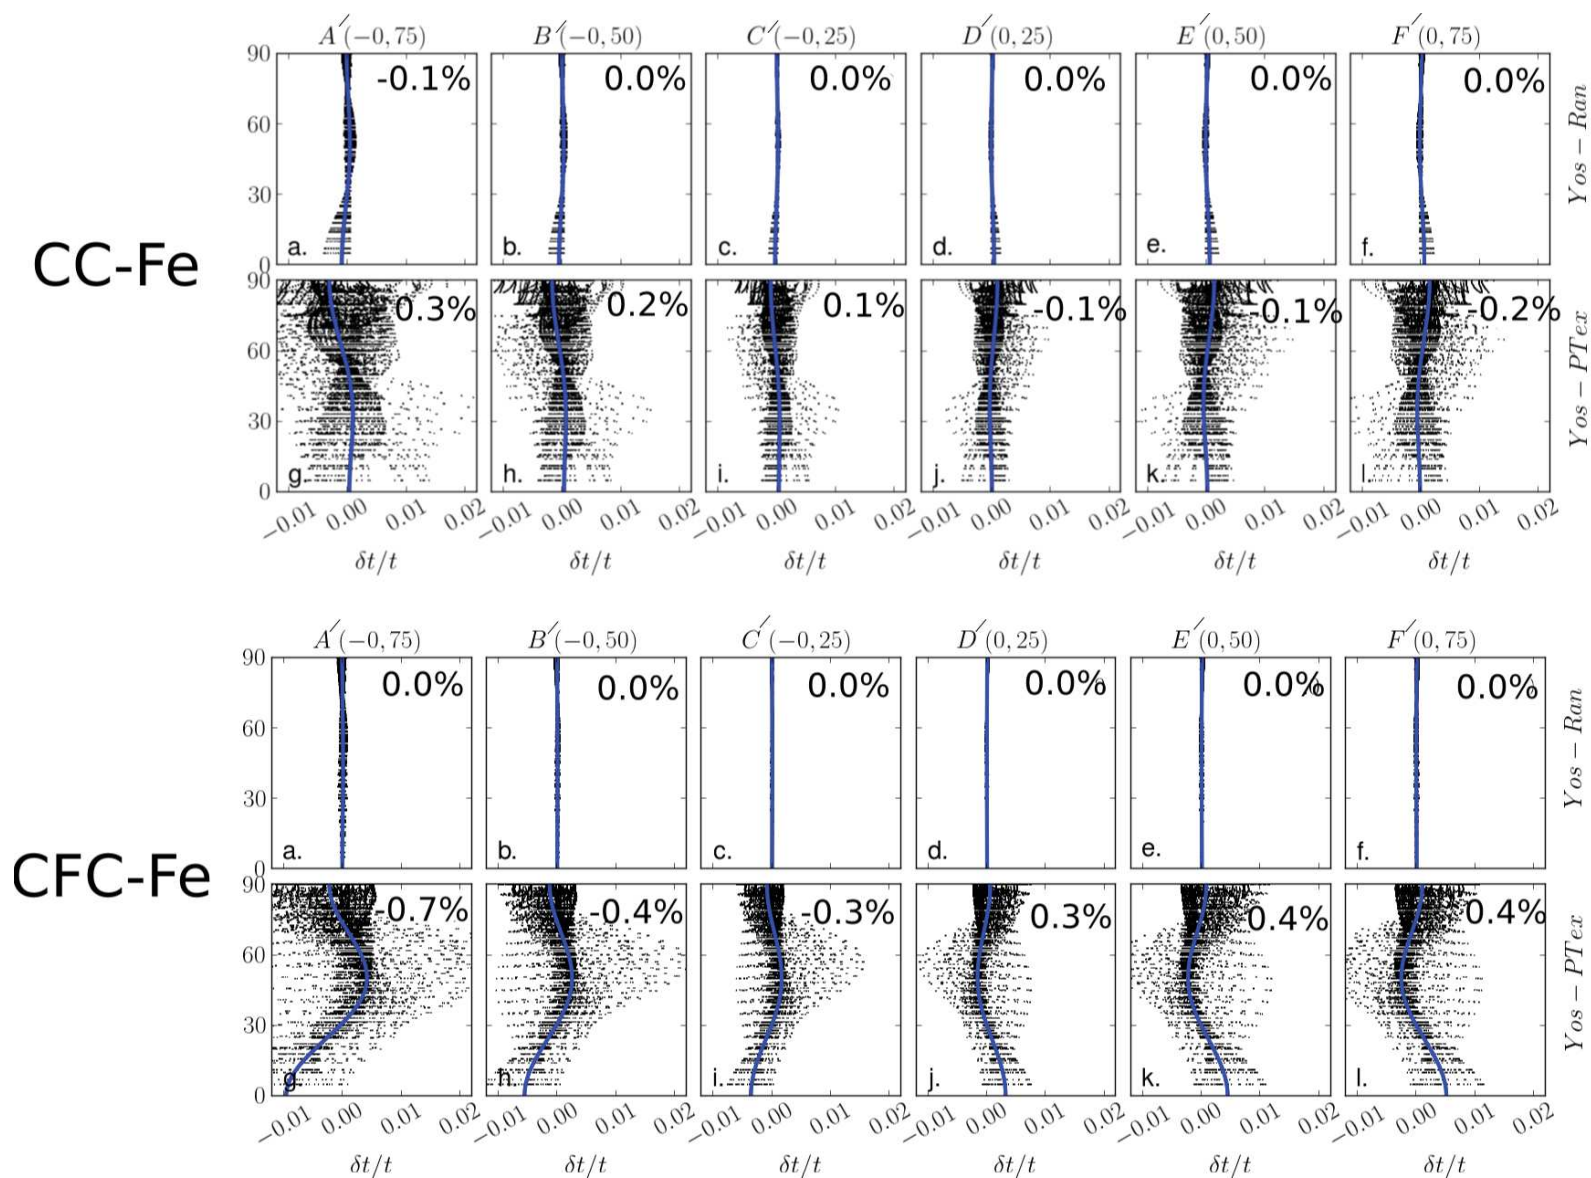 A′(−0,75) B′(−0,50) C′(−0,25) D′(0,25) E′(0,50) F′(0,75)
90 -0.1% 0.0% 0.0% 0.0% 0.0% 0.0%
60
30
0 a. b. c. d. e. f.
Yos − Ran
CC-Fe
90 0.3% 0.2% 0.1% -0.1% -0.1% -0.2%
60
30
0 g. h. i. j. k. l.
Yos − PTex
−0.01 0.00 0.01 0.02 −0.01 0.00 0.01 0.02 −0.01 0.00 0.01 0.02 −0.01 0.00 0.01 0.02 −0.01 0.00 0.01 0.02 −0.01 0.00 0.01 0.02
δt/t δt/t δt/t δt/t δt/t δt/t
A′(−0,75) B′(−0,50) C′(−0,25) D′(0,25) E′(0,50) F′(0,75)
90 0.0% 0.0% 0.0% 0.0% 0.0% 0.0%
60
30
0 a. b. c. d. e. f.
Yos − Ran
CFC-Fe
90 -0.7% -0.4% -0.3% 0.3% 0.4% 0.4%
60
30
0 g. h. i. j. k. l.
Yos − PTex
−0.01 0.00 0.01 0.02 −0.01 0.00 0.01 0.02 −0.01 0.00 0.01 0.02 −0.01 0.00 0.01 0.02 −0.01 0.00 0.01 0.02 −0.01 0.00 0.01 0.02
δt/t δt/t δt/t δt/t δt/t δt/t